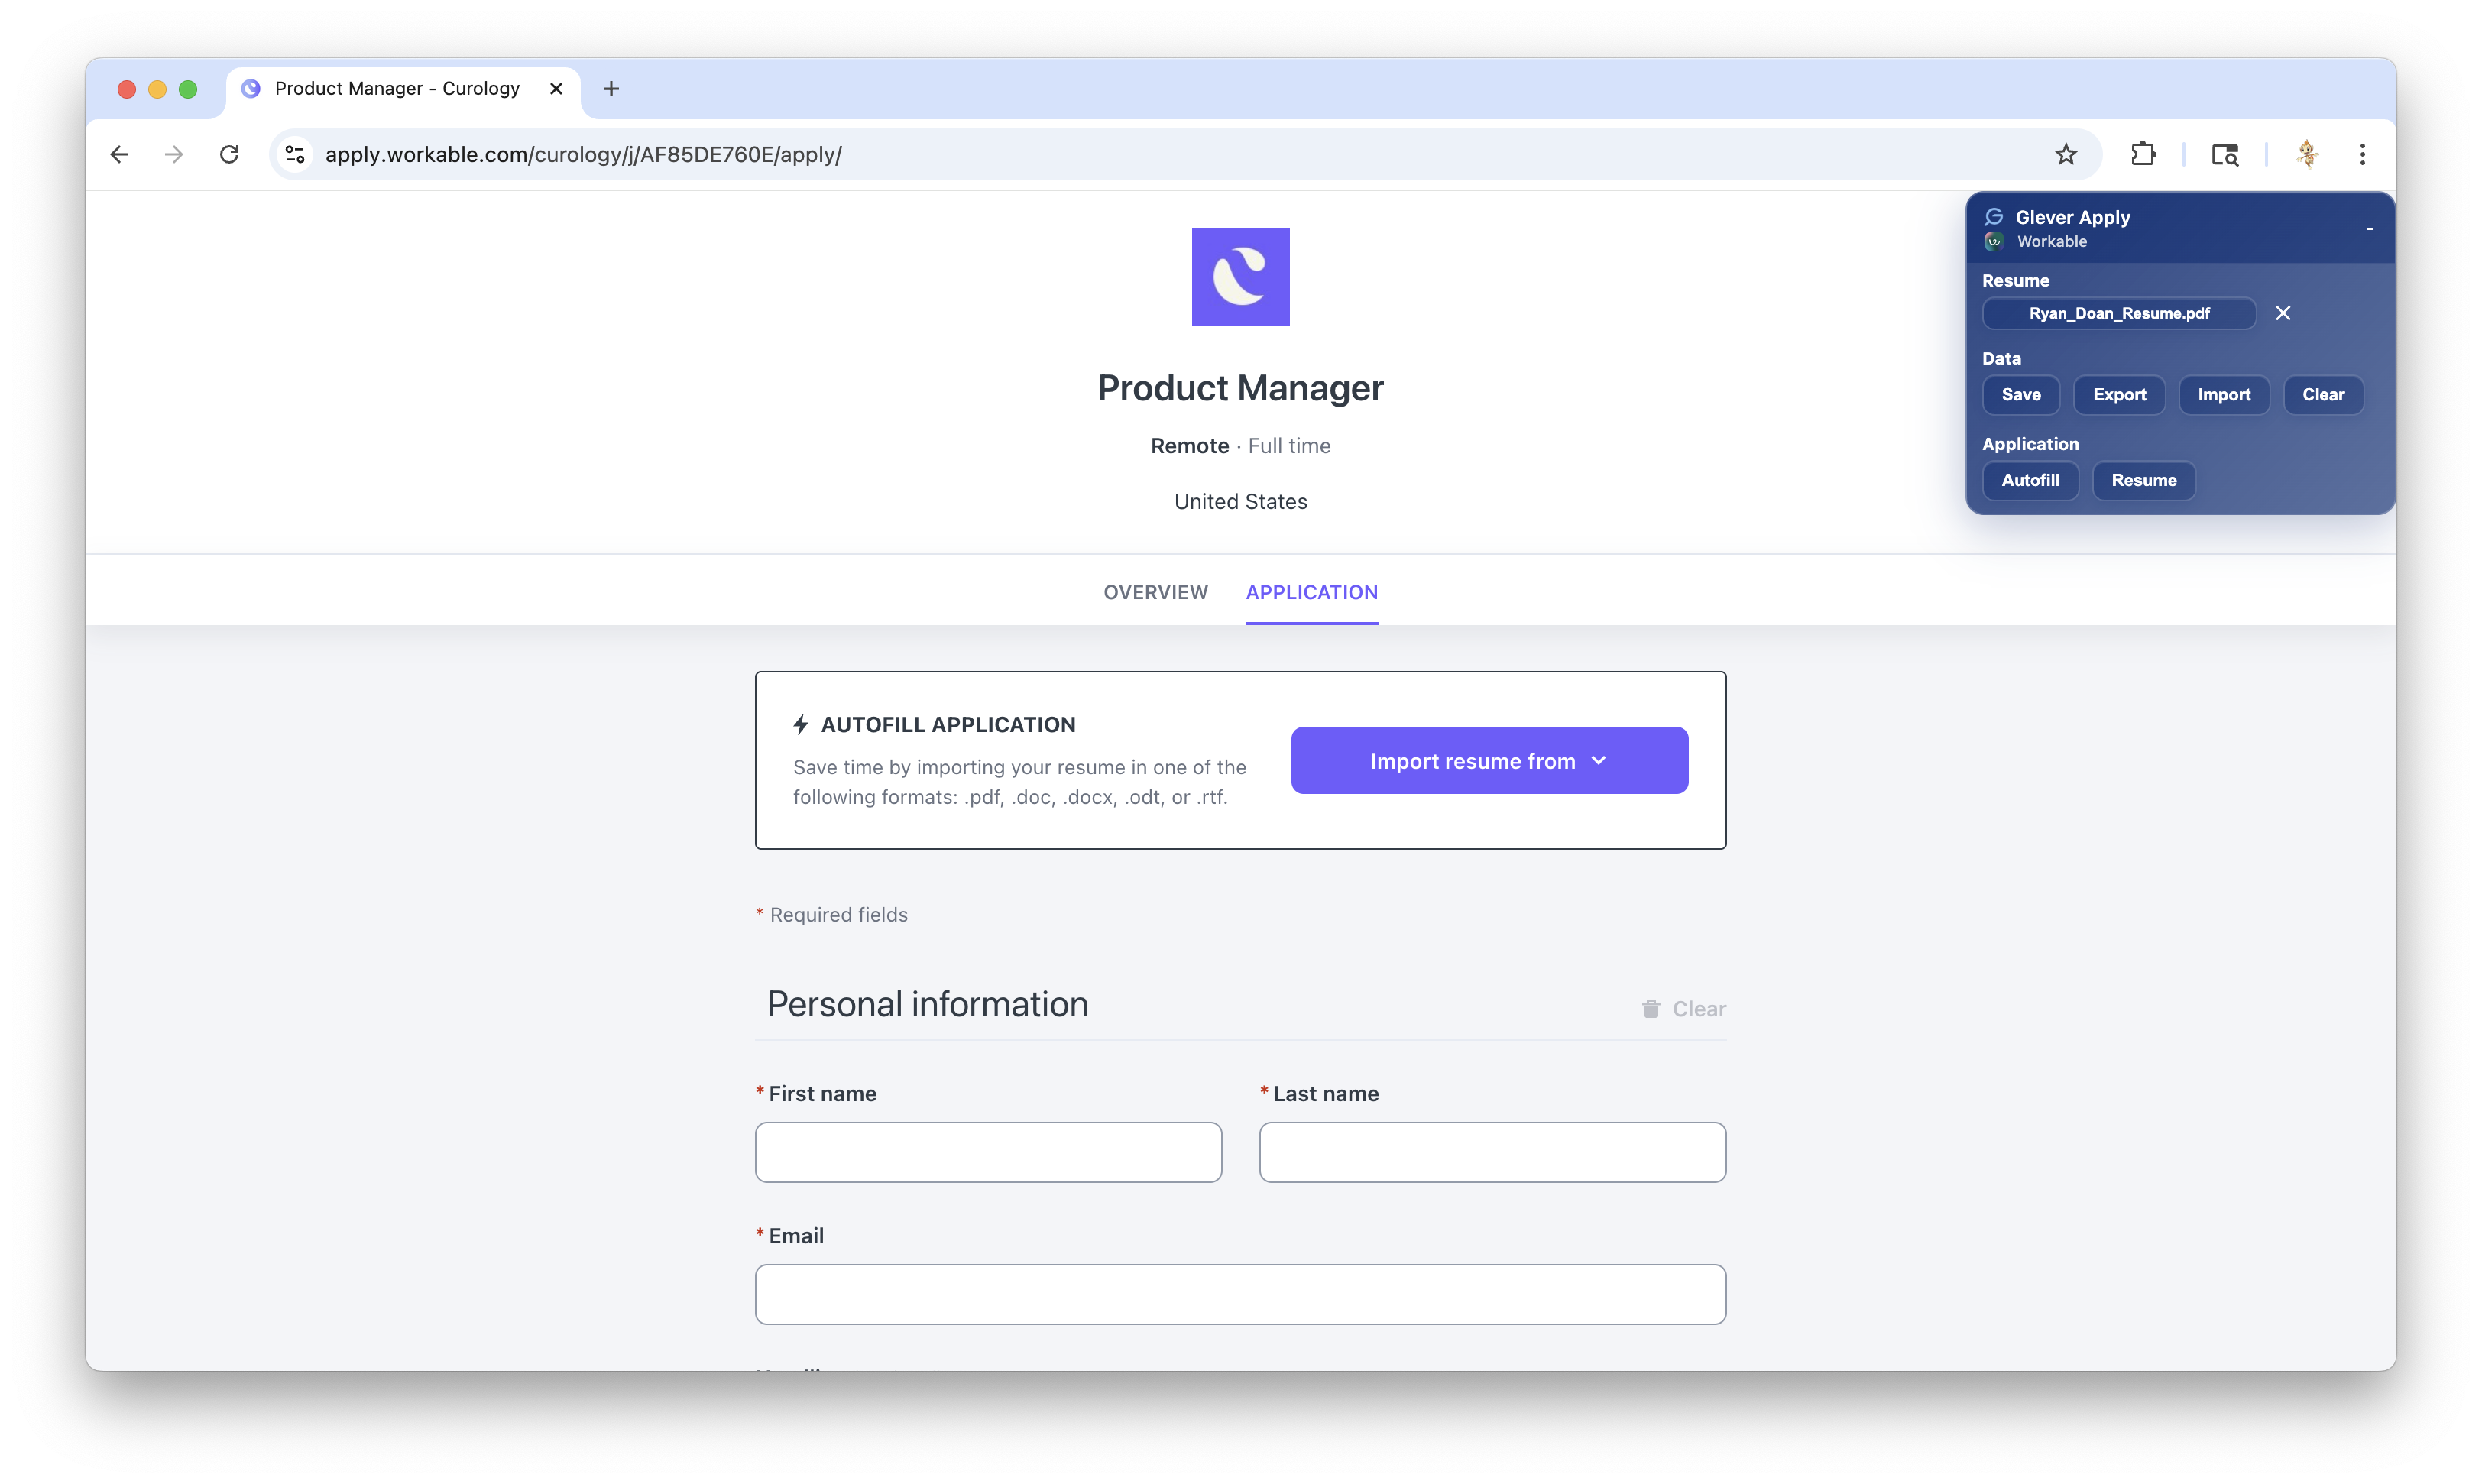 Product Manager - Curology
apply.workable.com/curology/j/AF85DE760E/apply/
Glever Apply
Workable
Resume
Ryan_Doan_Resume.pdf
Data
Save Export Import Clear
Application
Autofill Resume
Product Manager
Remote · Full time
United States
OVERVIEW APPLICATION
AUTOFILL APPLICATION
Save time by importing your resume in one of the
following formats: .pdf, .doc, .docx, .odt, or .rtf.
Import resume from
* Required fields
Personal information
Clear
* First name * Last name
* Email